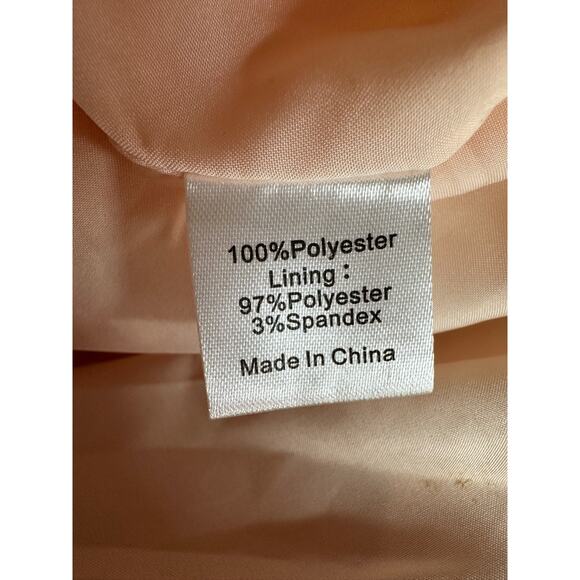 100%Polyester
Lining :
97%Polyester
3%Spandex
Made In China